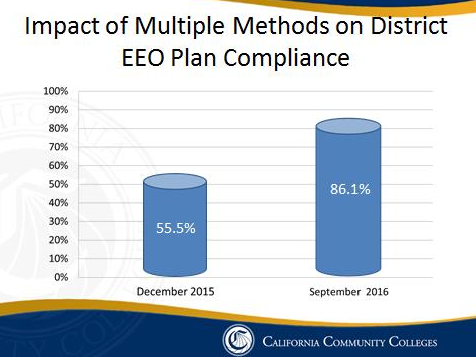 Impact of Multiple Methods on District
EEO Plan Compliance
100%
90%
80%
70%
60%
50%
40%
30%
20%
10%
0%
55.5%
86.1%
December 2015
September 2016
CALIFORNIA COMMUNITY COLLEGES